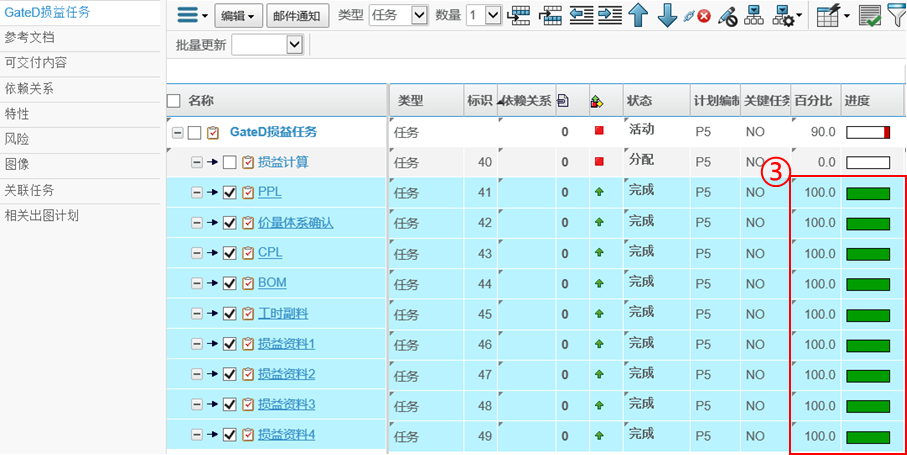 GateD损益任务
参考文档
可交付内容
依赖关系
特性
风险
图像
关联任务
相关出图计划
编辑 邮件通知 类型 任务 数量 1
批量更新
名称 类型 标识 依赖关系 状态 计划编制 关键任务 百分比 进度
GateD损益任务 任务 0 活动 P5 NO 90.0
损益计算 任务 40 0 分配 P5 NO 0.0
③
PPL 任务 41 0 完成 P5 NO 100.0
价量体系确认 任务 42 0 完成 P5 NO 100.0
CPL 任务 43 0 完成 P5 NO 100.0
BOM 任务 44 0 完成 P5 NO 100.0
工时副料 任务 45 0 完成 P5 NO 100.0
损益资料1 任务 46 0 完成 P5 NO 100.0
损益资料2 任务 47 0 完成 P5 NO 100.0
损益资料3 任务 48 0 完成 P5 NO 100.0
损益资料4 任务 49 0 完成 P5 NO 100.0